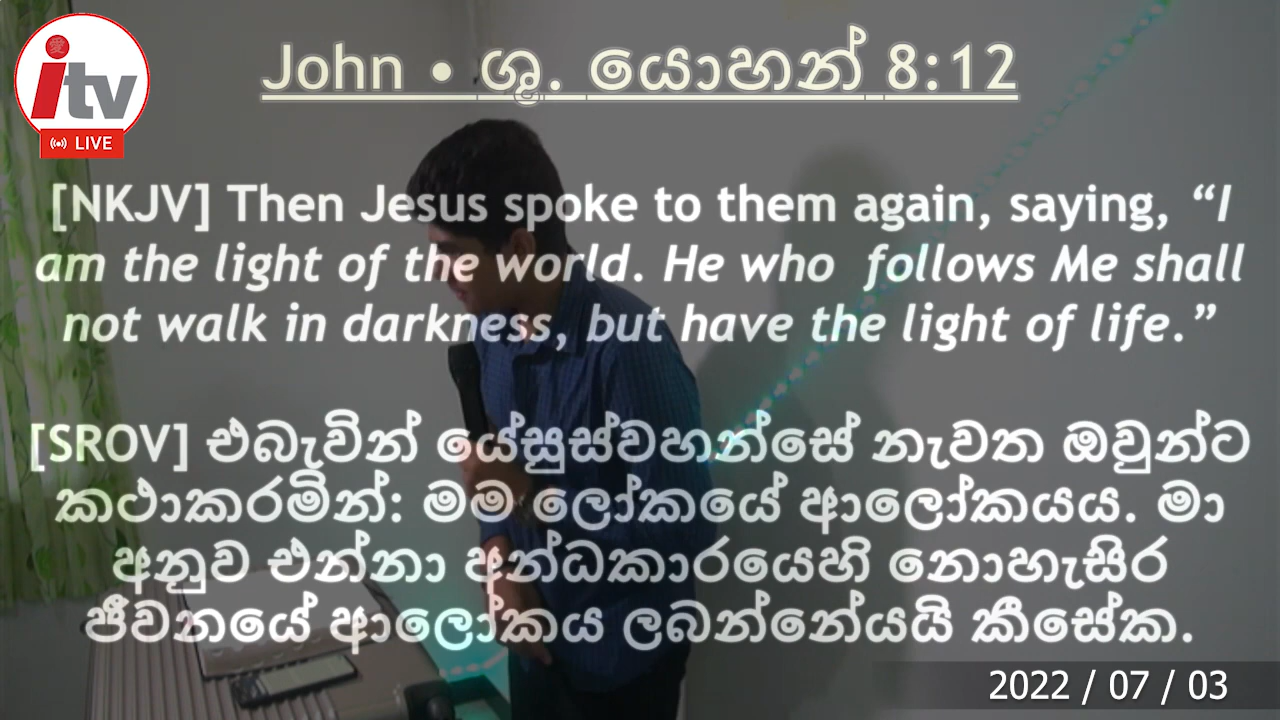 愛
itv
LIVE
John • ශු. යොහන් 8:12
[NKJV] Then Jesus spoke to them again, saying, “I
am the light of the world. He who follows Me shall
not walk in darkness, but have the light of life.”
[SROV] එබැවින් යේසුස්වහන්සේ නැවත ඔවුන්ට
කථාකරමින්: මම ලෝකයේ ආලෝකයය. මා
අනුව එන්නා අන්ධකාරයෙහි නොහැසිර
ජීවනයේ ආලෝකය ලබන්නේයයි කීසේක.
2022 / 07 / 03